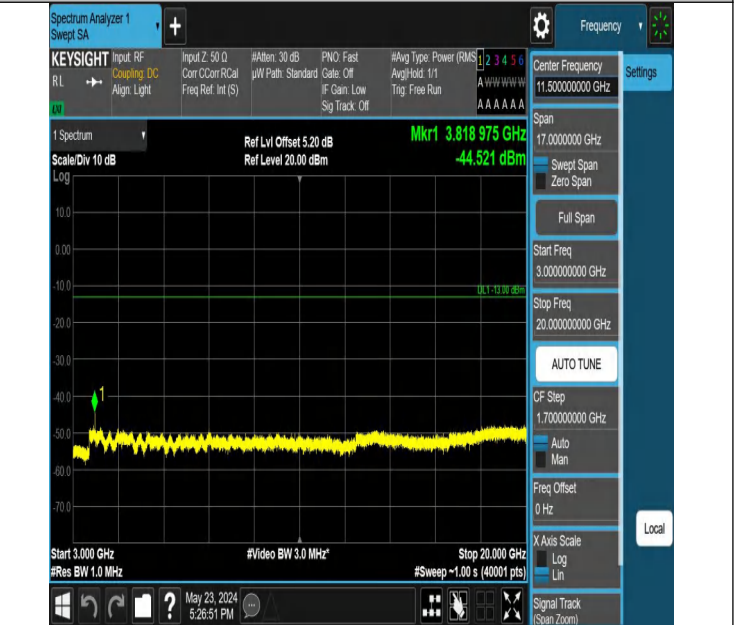 Spectrum Analyzer 1
Swept SA
+
Frequency
KEYSIGHT
RL
Input: RF
Coupling: DC
Align: Light
Input Z: 50 Ω
Corr CCorr RCal
Freq Ref: Int (S)
#Atten: 30 dB
µW Path: Standard
PNO: Fast
Gate: Off
IF Gain: Low
Sig Track: Off
#Avg Type: Power (RMS
Avg|Hold: 1/1
Trig: Free Run
1 2 3 4 5 6
A W W W W W
A A A A A A
1 Spectrum
Scale/Div 10 dB
Log
Ref Lvl Offset 5.20 dB
Ref Level 20.00 dBm
Mkr1 3.818 975 GHz
-44.521 dBm
10.0
0.00
-10.0
DL1 -13.00 dBm
-20.0
-30.0
-40.0
1
-50.0
-60.0
-70.0
Start 3.000 GHz
#Res BW 1.0 MHz
#Video BW 3.0 MHz*
Stop 20.000 GHz
#Sweep ~1.00 s (40001 pts)
?
May 23, 2024
5:26:51 PM
Center Frequency
11.500000000 GHz
Span
17.0000000 GHz
Swept Span
Zero Span
Full Span
Start Freq
3.000000000 GHz
Stop Freq
20.000000000 GHz
AUTO TUNE
CF Step
1.700000000 GHz
Auto
Man
Freq Offset
0 Hz
X Axis Scale
Log
Lin
Signal Track
(Span Zoom)
Settings
Local